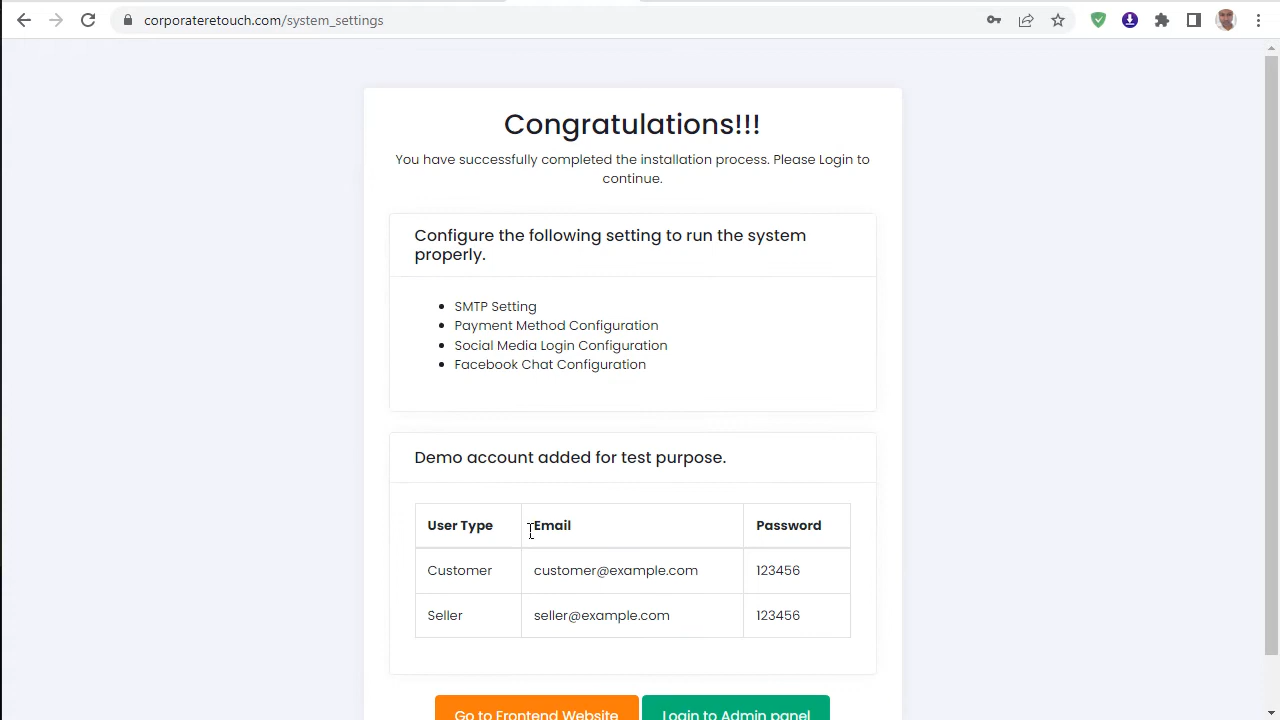 corporateretouch.com/system_settings
Congratulations!!!
You have successfully completed the installation process. Please Login to
continue.
Configure the following setting to run the system
properly.
SMTP Setting
Payment Method Configuration
Social Media Login Configuration
Facebook Chat Configuration
Demo account added for test purpose.
User Type Email Password
Customer customer@example.com 123456
Seller seller@example.com 123456
Go to Frontend Website Login to Admin panel